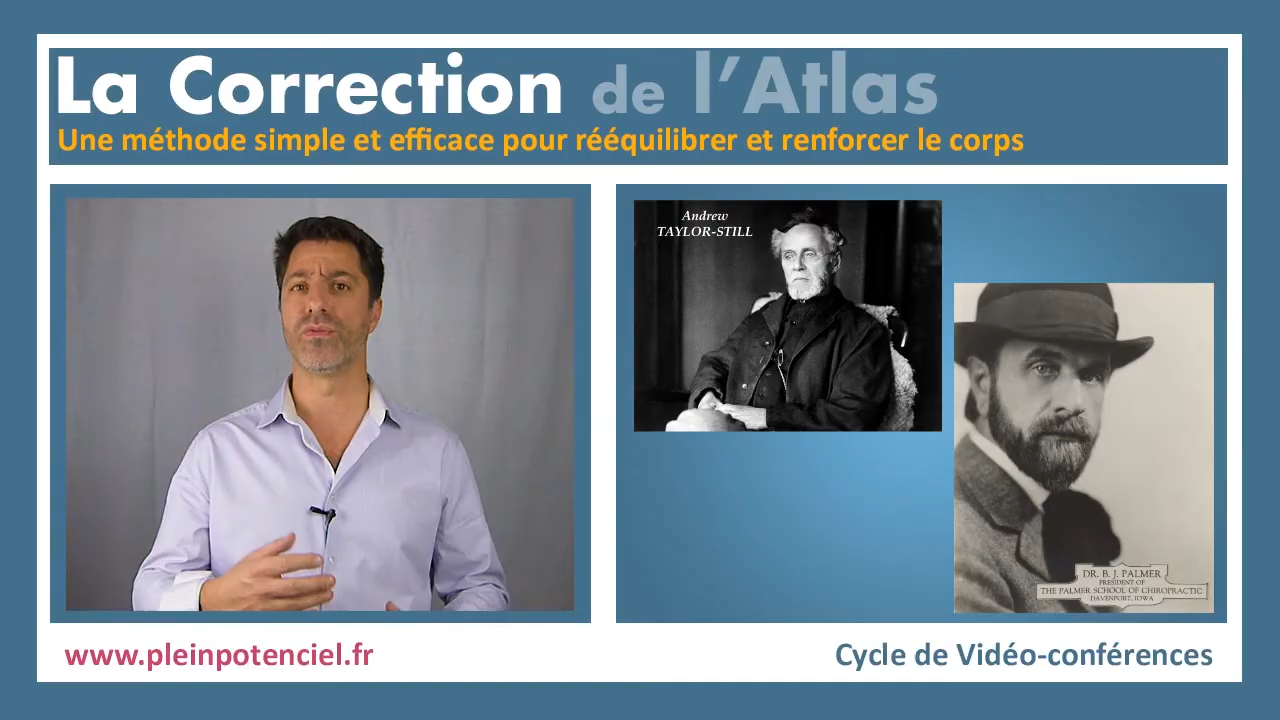 La Correction de l'Atlas
Une méthode simple et efficace pour rééquilibrer et renforcer le corps
Andrew
TAYLOR-STILL
DR. B. J. PALMER
PRESIDENT OF
THE PALMER SCHOOL OF CHIROPRACTIC
DAVENPORT, IOWA
www.pleinpotenciel.fr
Cycle de Vidéo-conférences